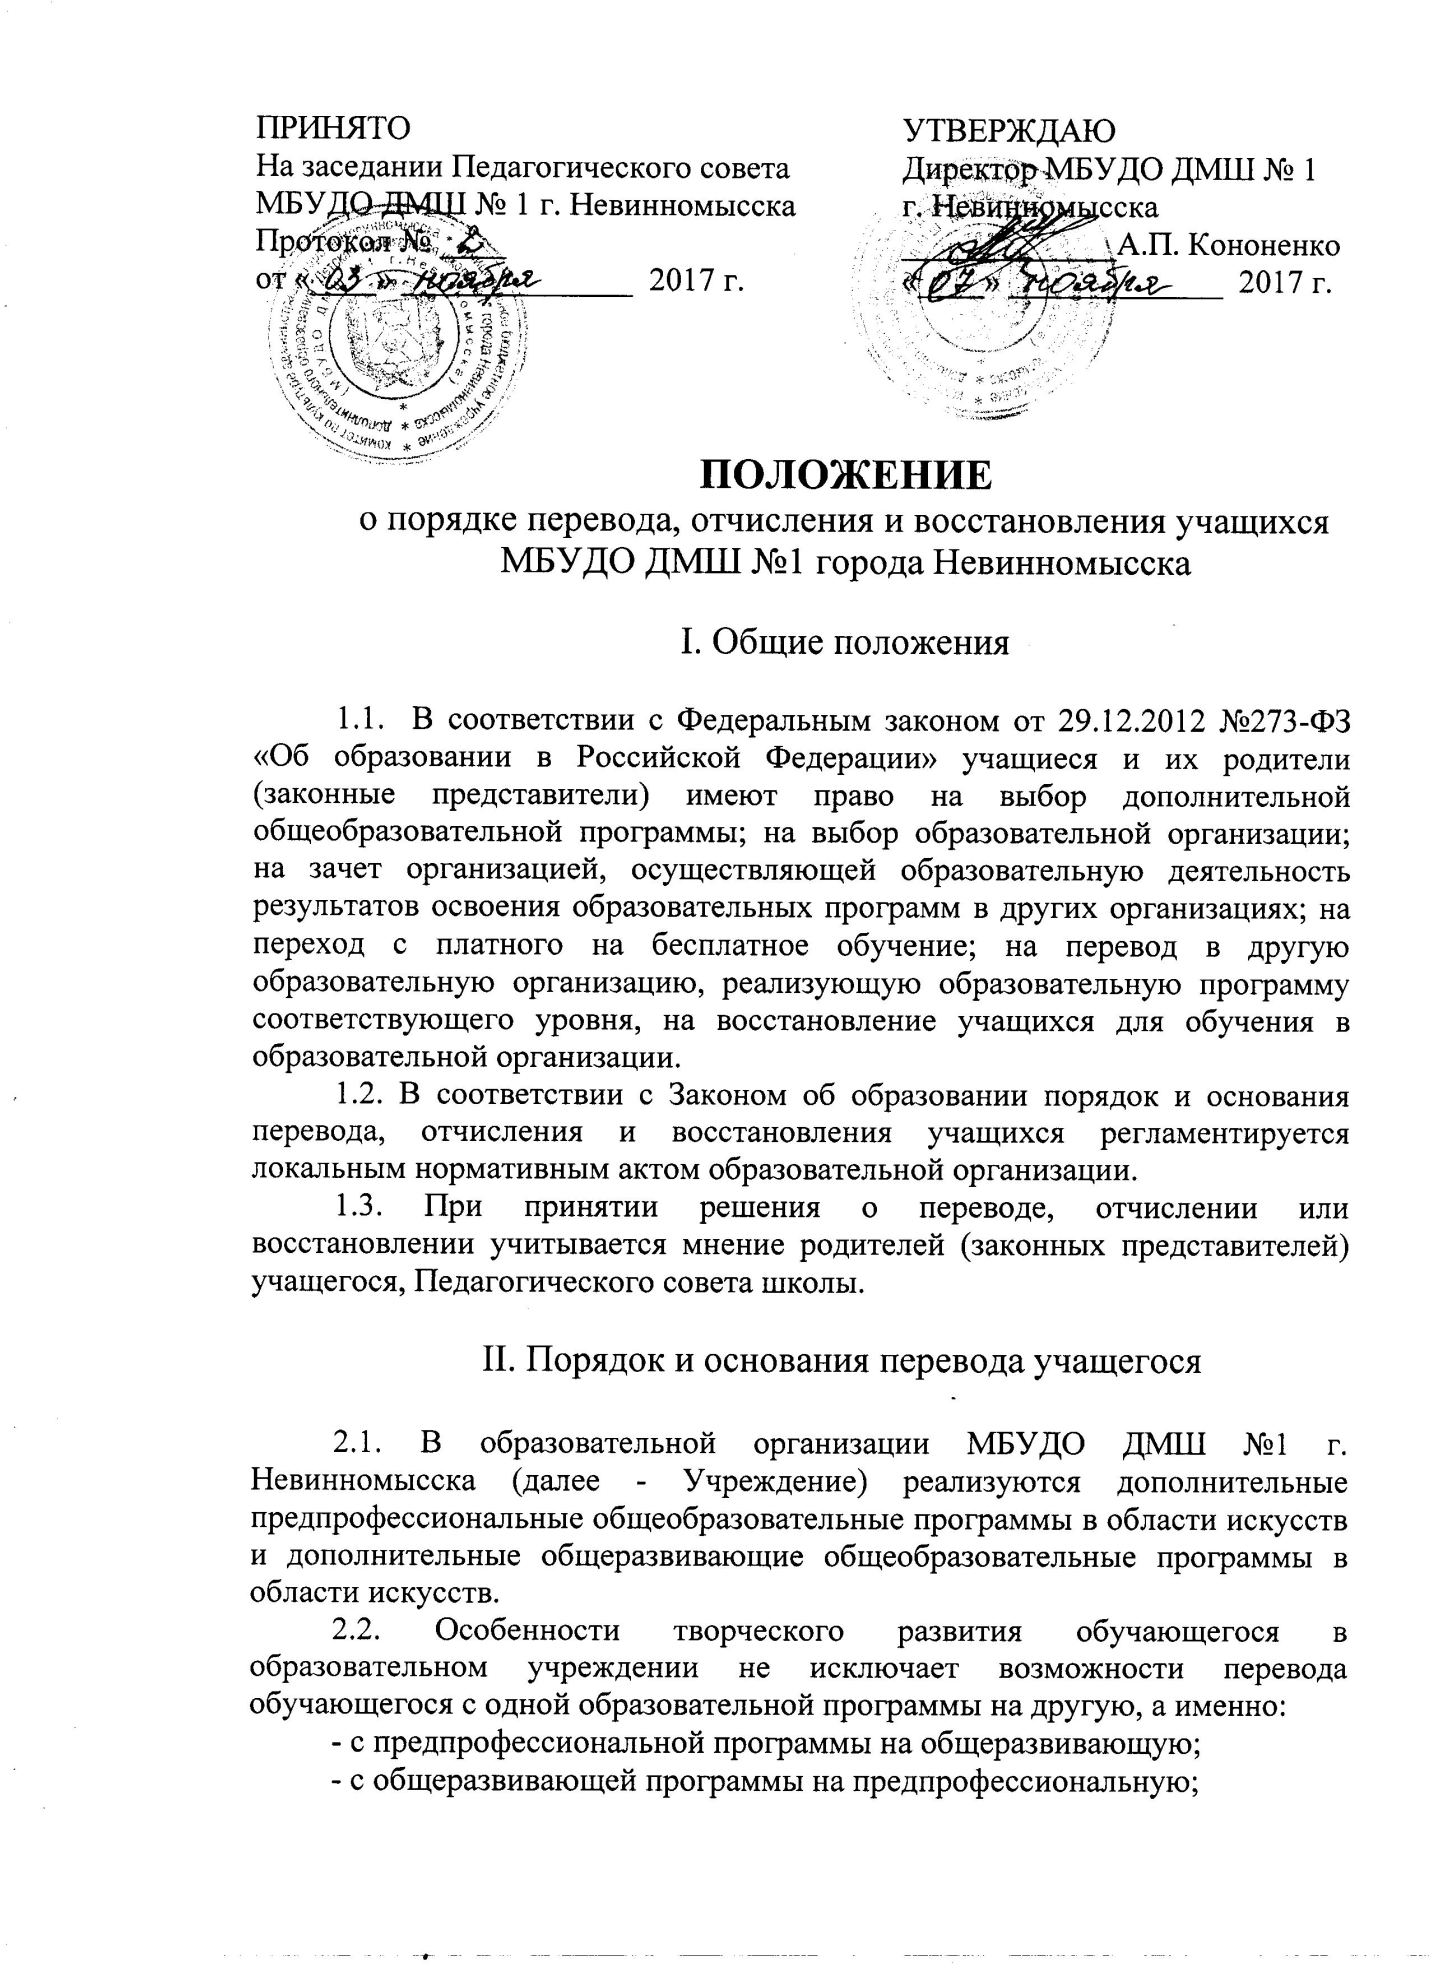 ПРИНЯТО
На заседании Педагогического совета
МБУДО ДМШ № 1 г. Невинномысска
Протокол № 2
от «03» ноября 2017 г.
УТВЕРЖДАЮ
Директор МБУДО ДМШ № 1
г. Невинномысска
А.П. Кононенко
«07» ноября 2017 г.
ПОЛОЖЕНИЕ
о порядке перевода, отчисления и восстановления учащихся
МБУДО ДМШ №1 города Невинномысска
I. Общие положения
1.1. В соответствии с Федеральным законом от 29.12.2012 №273-ФЗ
«Об образовании в Российской Федерации» учащиеся и их родители
(законные представители) имеют право на выбор дополнительной
общеобразовательной программы; на выбор образовательной организации;
на зачет организацией, осуществляющей образовательную деятельность
результатов освоения образовательных программ в других организациях; на
переход с платного на бесплатное обучение; на перевод в другую
образовательную организацию, реализующую образовательную программу
соответствующего уровня, на восстановление учащихся для обучения в
образовательной организации.
1.2. В соответствии с Законом об образовании порядок и основания
перевода, отчисления и восстановления учащихся регламентируется
локальным нормативным актом образовательной организации.
1.3. При принятии решения о переводе, отчислении или
восстановлении учитывается мнение родителей (законных представителей)
учащегося, Педагогического совета школы.
II. Порядок и основания перевода учащегося
2.1. В образовательной организации МБУДО ДМШ №1 г.
Невинномысска (далее - Учреждение) реализуются дополнительные
предпрофессиональные общеобразовательные программы в области искусств
и дополнительные общеразвивающие общеобразовательные программы в
области искусств.
2.2. Особенности творческого развития обучающегося в
образовательном учреждении не исключает возможности перевода
обучающегося с одной образовательной программы на другую, а именно:
- с предпрофессиональной программы на общеразвивающую;
- с общеразвивающей программы на предпрофессиональную;